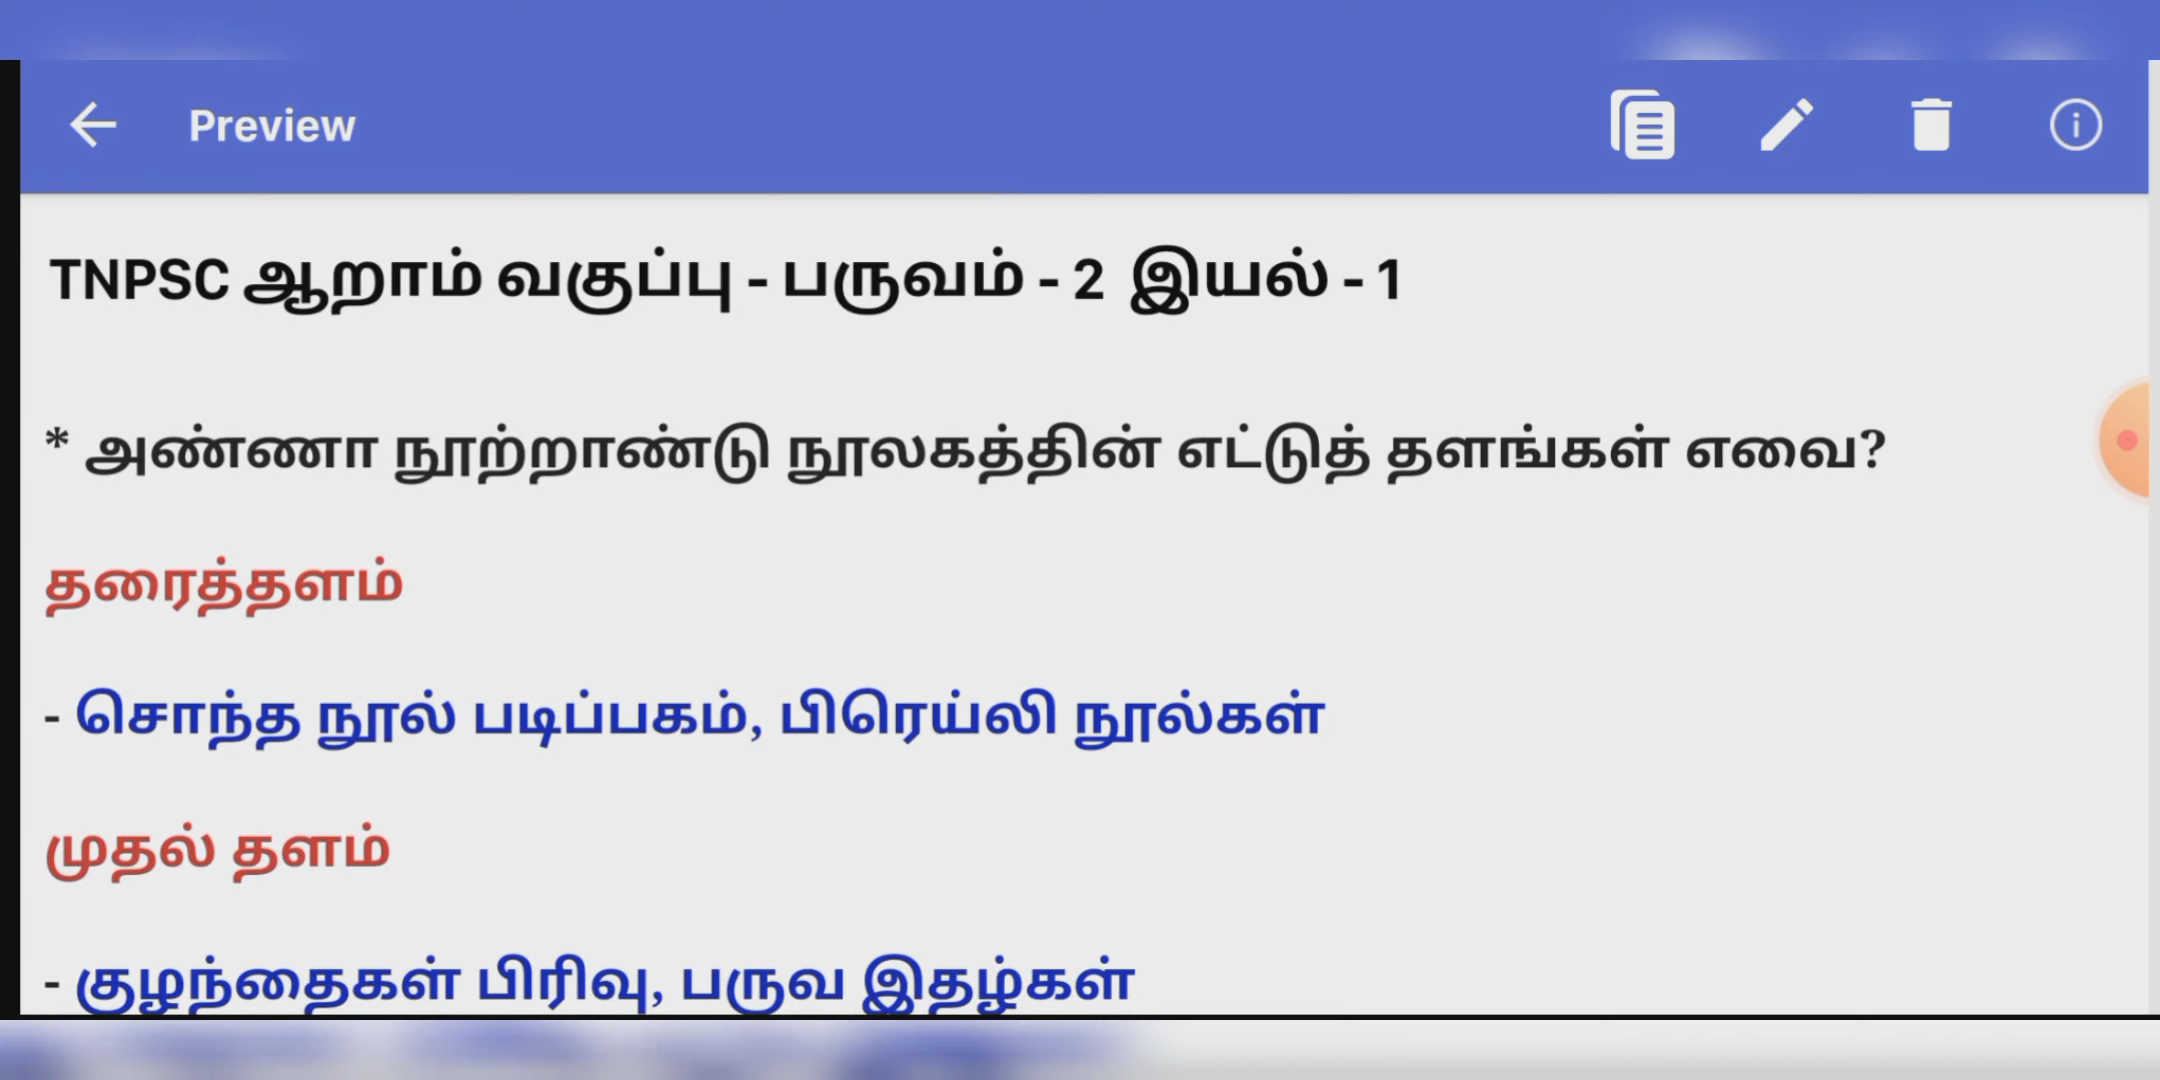 Preview
TNPSC ஆறாம் வகுப்பு - பருவம் - 2 இயல் - 1
* அண்ணா நூற்றாண்டு நூலகத்தின் எட்டுத் தளங்கள் எவை?
தரைத்தளம்
- சொந்த நூல் படிப்பகம், பிரெய்லி நூல்கள்
முதல் தளம்
- குழந்தைகள் பிரிவு, பருவ இதழ்கள்